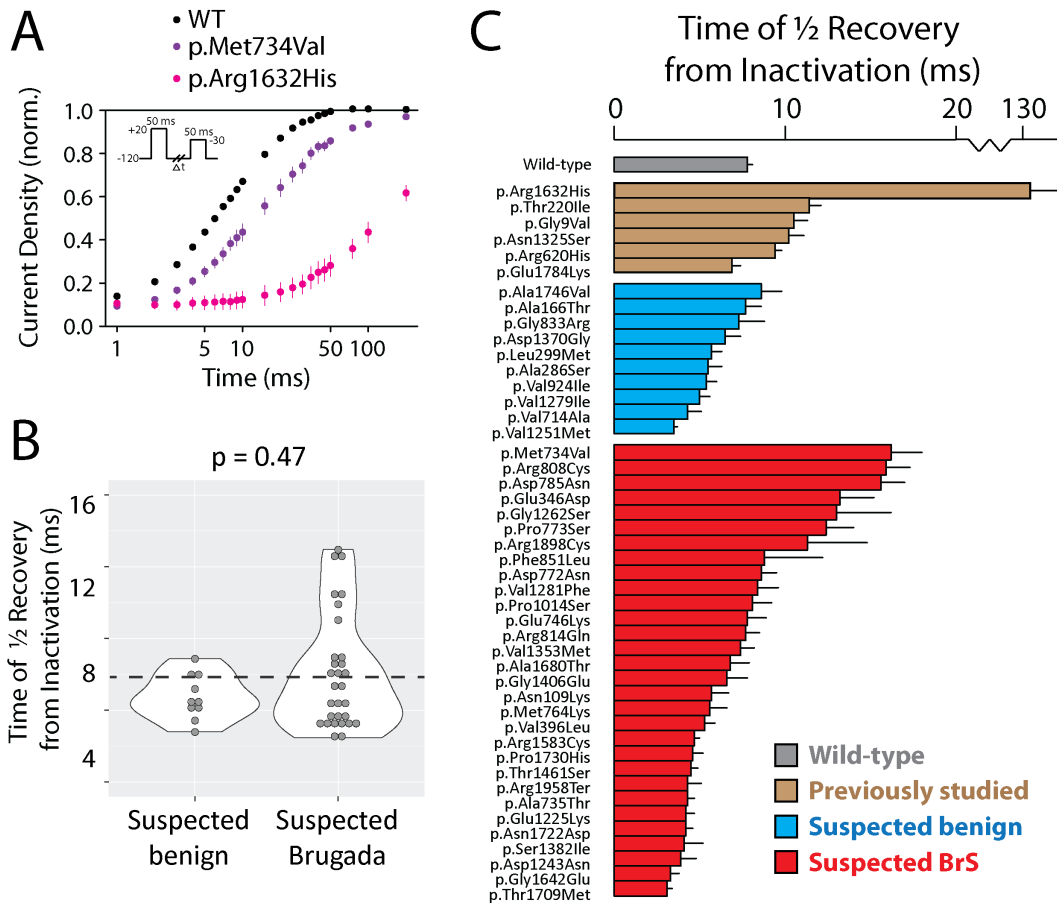 A
WT
p.Met734Val
p.Arg1632His
Current Density (norm.)
1.0
0.8
0.6
0.4
0.2
0.0
50 ms
+20
50 ms
-30
-120
Δt
1
5
10
50
100
Time (ms)
B
p = 0.47
Time of ½ Recovery
from Inactivation (ms)
16
12
8
4
Suspected
benign
Suspected
Brugada
C
Time of ½ Recovery
from Inactivation (ms)
0
10
20
130
Wild-type
p.Arg1632His
p.Thr220Ile
p.Gly9Val
p.Asn1325Ser
p.Arg620His
p.Glu1784Lys
p.Ala1746Val
p.Ala166Thr
p.Gly833Arg
p.Asp1370Gly
p.Leu299Met
p.Ala286Ser
p.Val924Ile
p.Val1279Ile
p.Val714Ala
p.Val1251Met
p.Met734Val
p.Arg808Cys
p.Asp785Asn
p.Glu346Asp
p.Gly1262Ser
p.Pro773Ser
p.Arg1898Cys
p.Phe851Leu
p.Asp772Asn
p.Val1281Phe
p.Pro1014Ser
p.Glu746Lys
p.Arg814Gln
p.Val1353Met
p.Ala1680Thr
p.Gly1406Glu
p.Asn109Lys
p.Met764Lys
p.Val396Leu
p.Arg1583Cys
p.Pro1730His
p.Thr1461Ser
p.Arg1958Ter
p.Ala735Thr
p.Glu1225Lys
p.Asn1722Asp
p.Ser1382Ile
p.Asp1243Asn
p.Gly1642Glu
p.Thr1709Met
Wild-type
Previously studied
Suspected benign
Suspected BrS